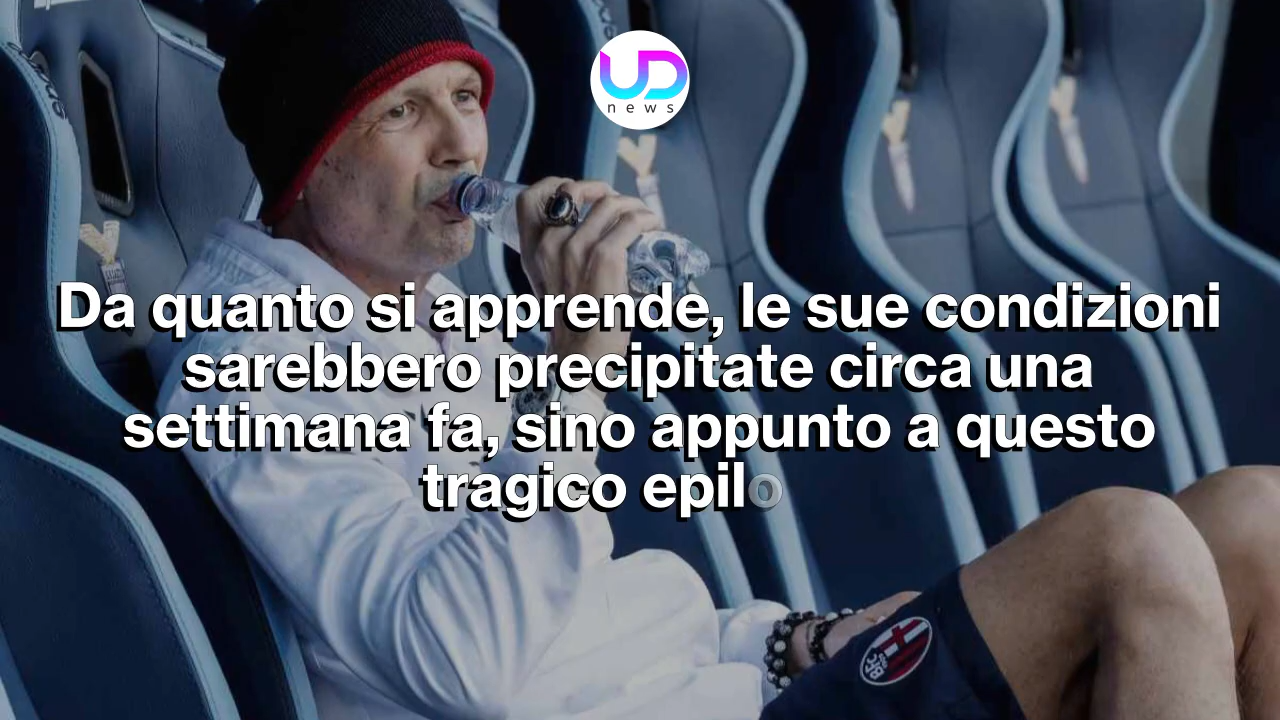 UD
news
Da quanto si apprende, le sue condizioni
sarebbero precipitate circa una
settimana fa, sino appunto a questo
tragico epilo
BFC